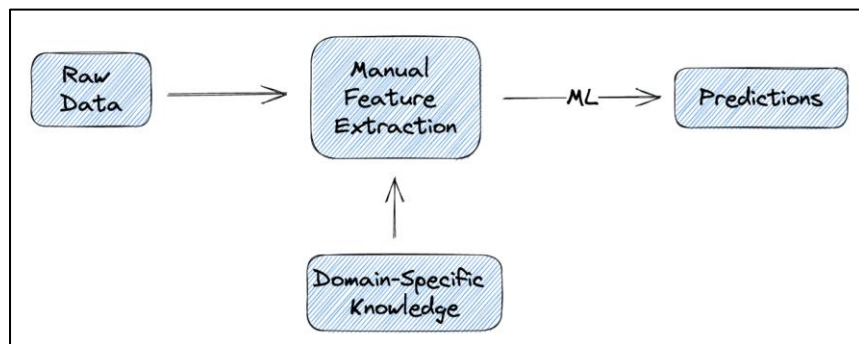 Raw
Data
Manual
Feature
Extraction
ML
Predictions
Domain-Specific
Knowledge